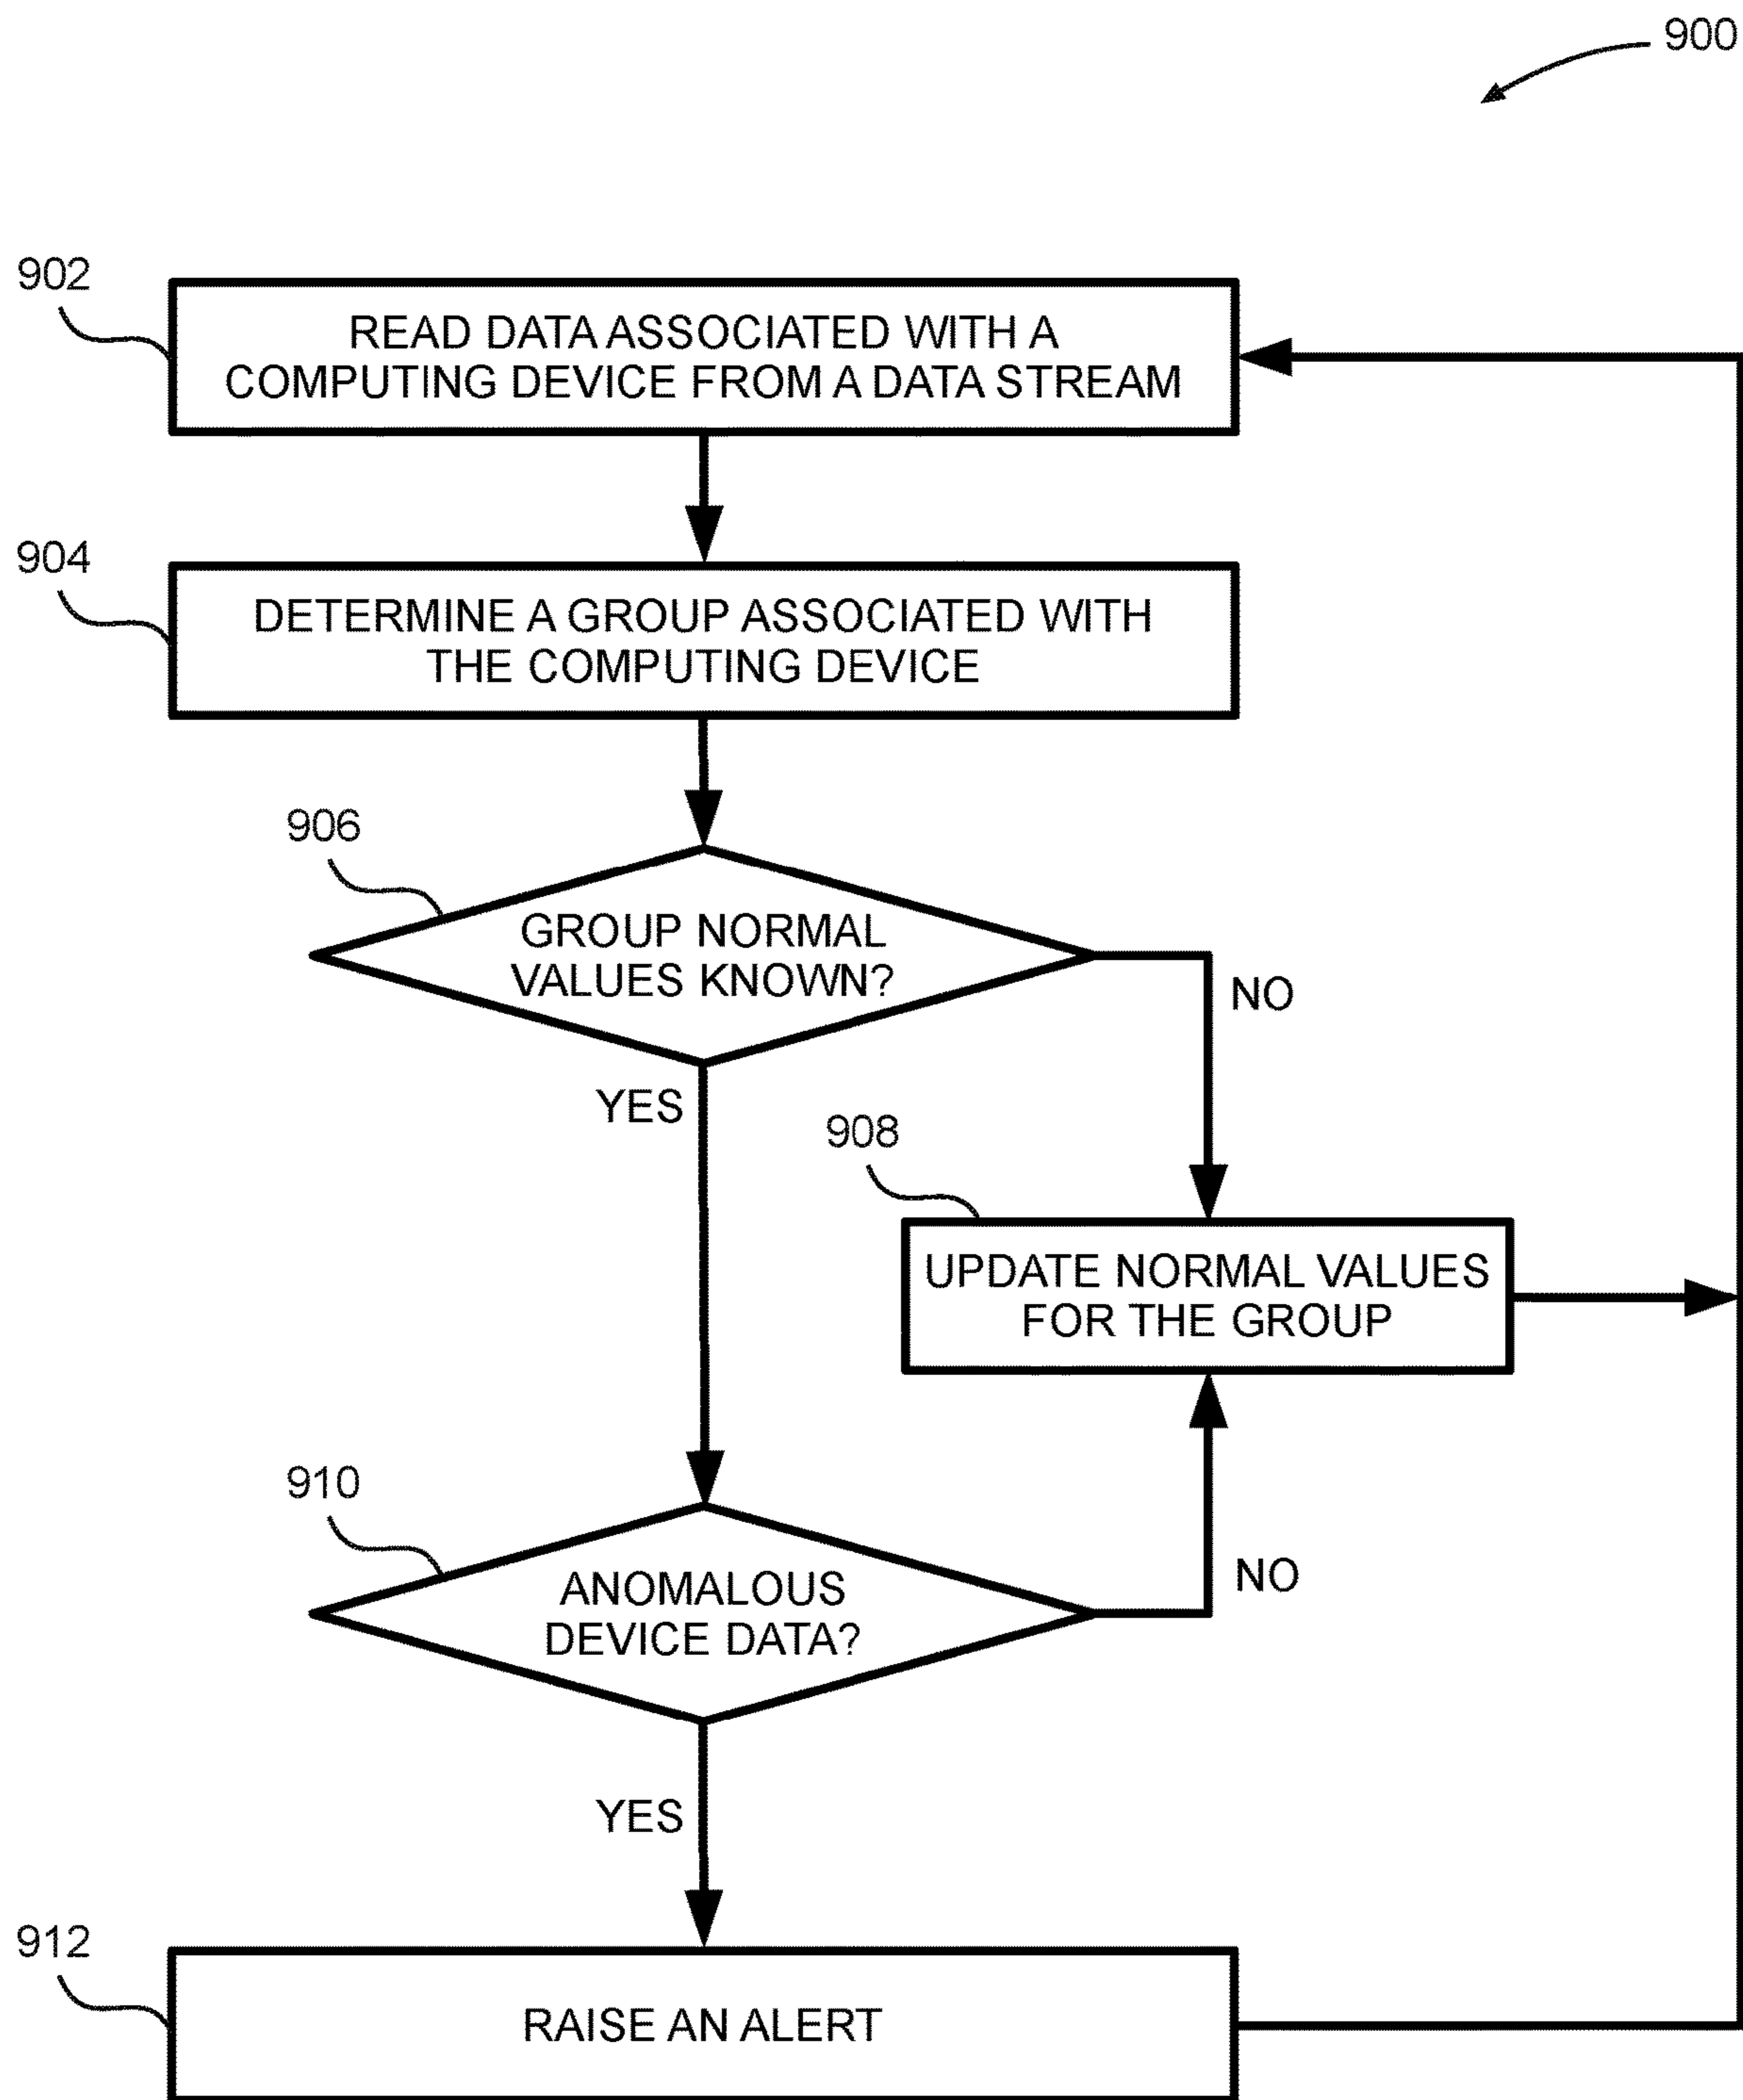 900
902
READ DATA ASSOCIATED WITH A
COMPUTING DEVICE FROM A DATA STREAM
904
DETERMINE A GROUP ASSOCIATED WITH
THE COMPUTING DEVICE
906
GROUP NORMAL
VALUES KNOWN?
NO
YES
908
UPDATE NORMAL VALUES
FOR THE GROUP
910
ANOMALOUS
DEVICE DATA?
NO
YES
912
RAISE AN ALERT